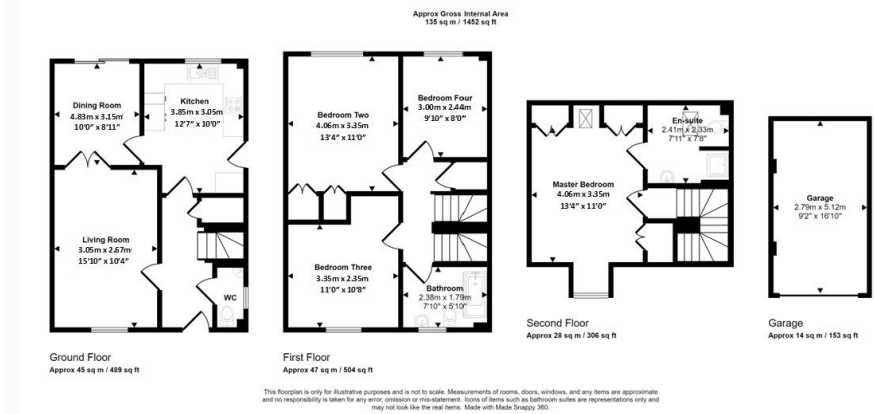 Approx Gross Internal Area
135 sq m / 1452 sq ft
Dining Room
4.83m x 3.15m
10'0" x 8'11"
Kitchen
3.85m x 3.05m
12'7" x 10'0"
Living Room
3.05m x 2.67m
15'10" x 10'4"
WC
Ground Floor
Approx 45 sq m / 489 sq ft
Bedroom Two
4.06m x 3.35m
13'4" x 11'0"
Bedroom Four
3.00m x 2.44m
9'10" x 8'0"
Bedroom Three
3.35m x 2.35m
11'0" x 10'8"
Bathroom
2.38m x 1.79m
7'10" x 5'10"
First Floor
Approx 47 sq m / 504 sq ft
En-suite
2.41m x 2.33m
7'11" x 7'8"
Master Bedroom
4.06m x 3.35m
13'4" x 11'0"
Second Floor
Approx 28 sq m / 306 sq ft
Garage
2.79m x 5.12m
9'2" x 16'10"
Garage
Approx 14 sq m / 153 sq ft
This floorplan is only for illustrative purposes and is not to scale. Measurements of rooms, doors, windows, and any items are approximate
and no responsibility is taken for any error, omission or mis-statement. Icons of items such as bathroom suites are representations only and
may not look like the real items. Made with Made Snappy 360.